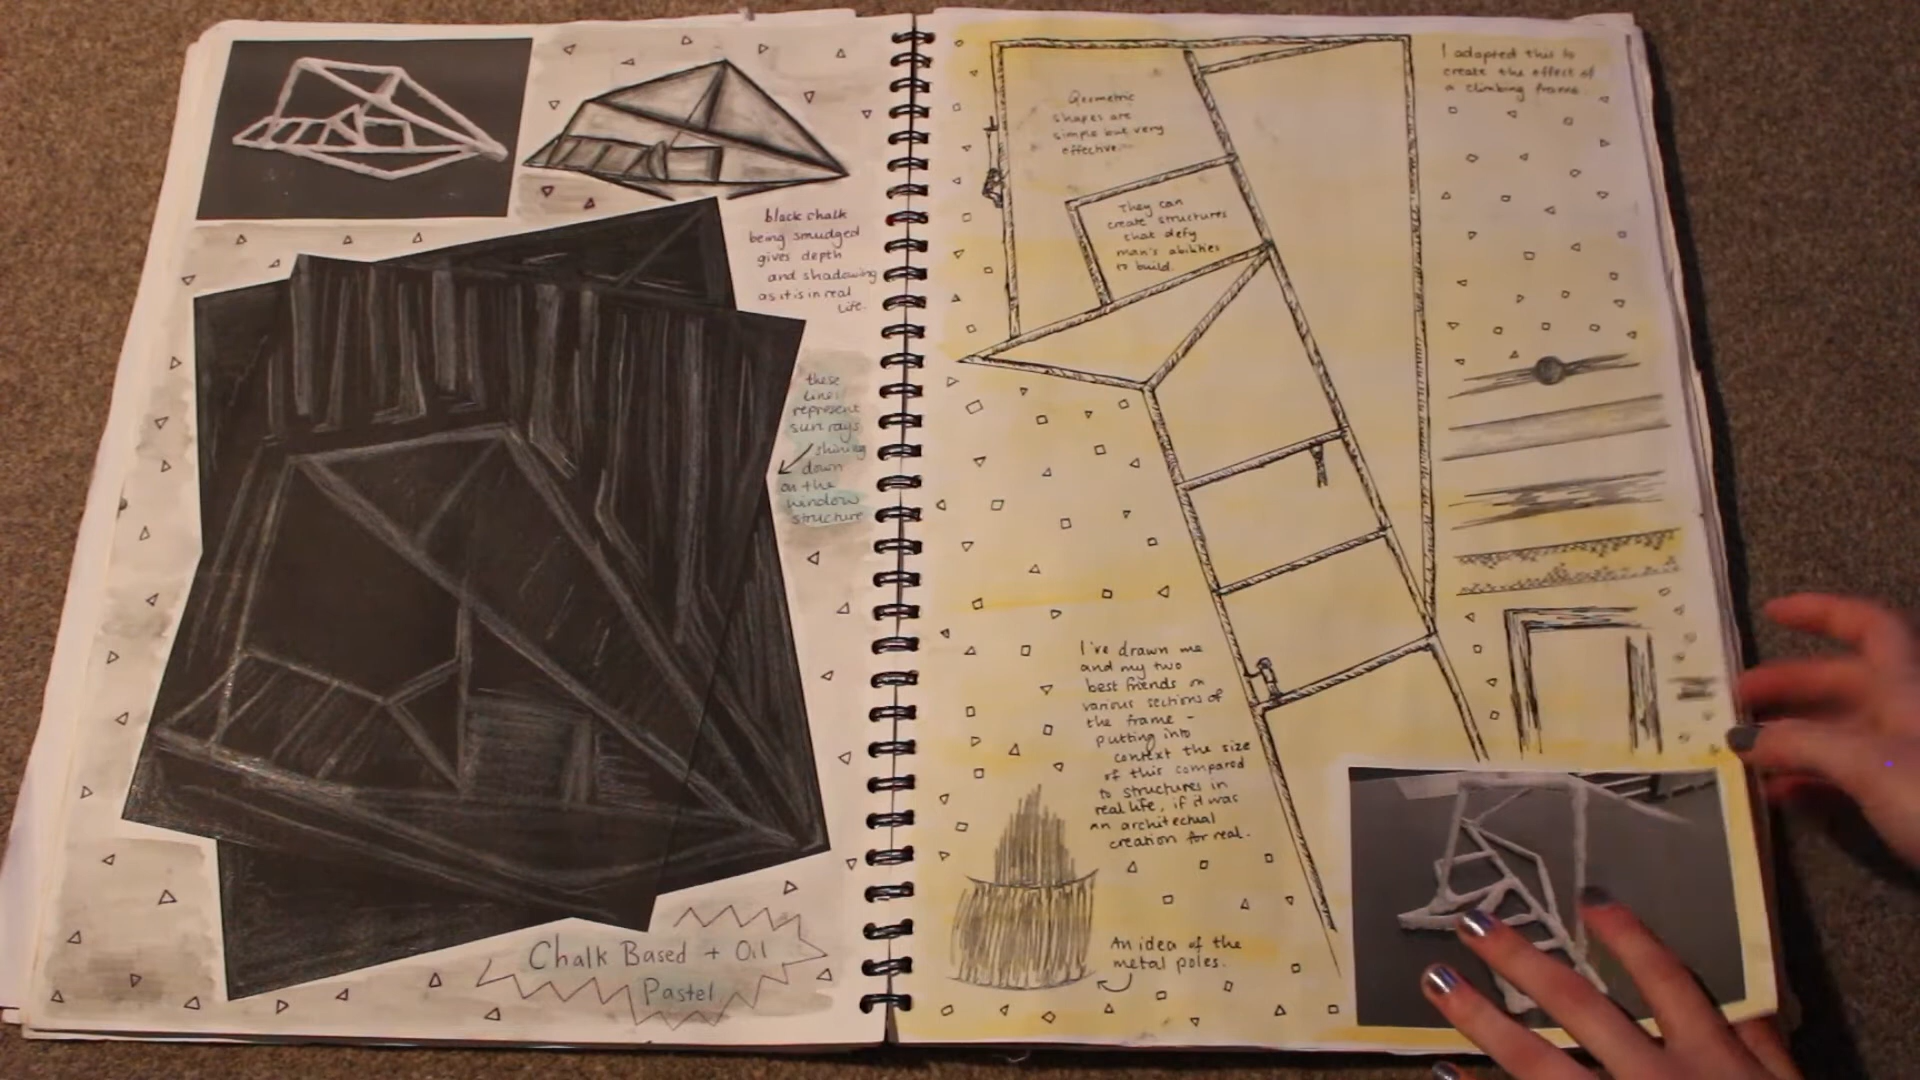 black chalk
being smudged
gives depth
and shadowing
as it is in real
life.
these
lines
represent
sun rays
shining
down
on the
window
structure
Chalk Based + Oil
Pastel
Geometric
shapes are
simple but very
effective.
They can
create structures
that defy
man's abilities
to build.
I adapted this to
create the effect of
a climbing frame.
I've drawn me
and my two
best friends on
various sections of
the frame -
putting into
context the size
of this compared
to structures in
real life, if it was
an architectual
creation for real.
An idea of the
metal poles.